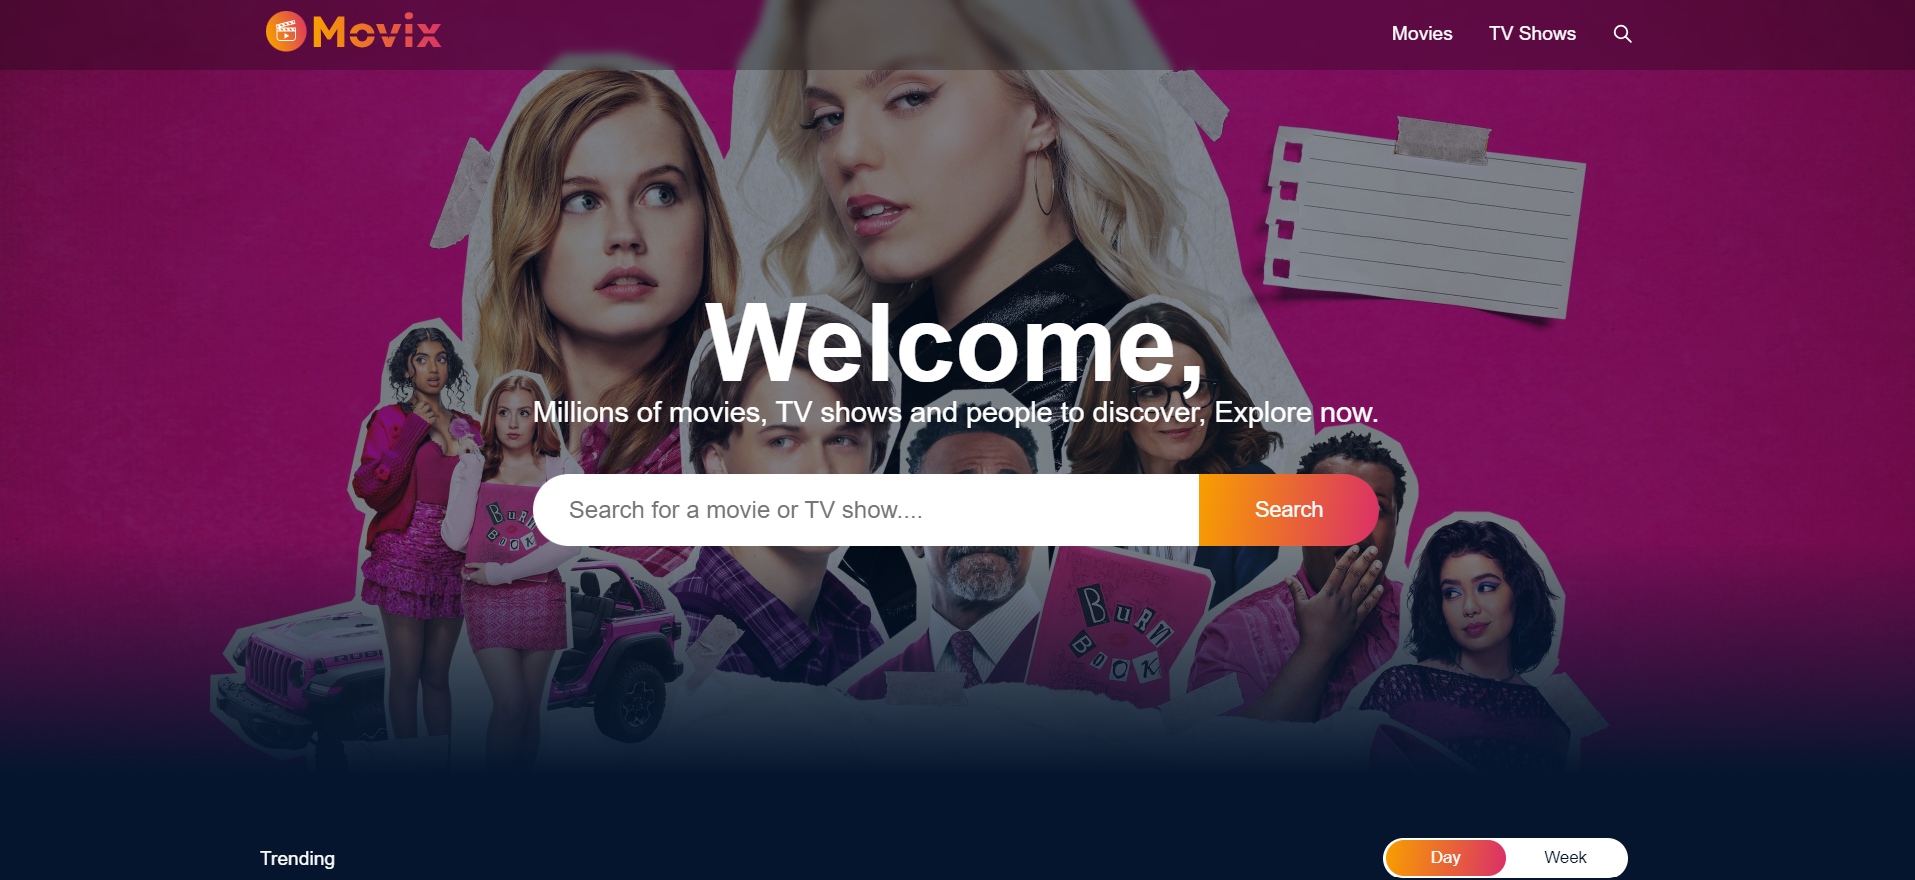 Movix
Movies
TV Shows
Welcome,
Millions of movies, TV shows and people to discover, Explore now.
Search for a movie or TV show....
Search
BURN
BOOK
BURN
BOOK
Trending
Day
Week